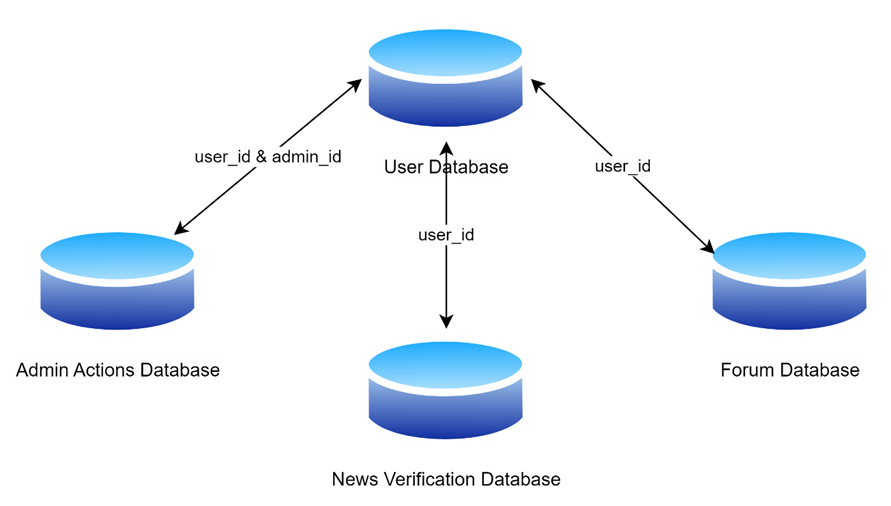 user_id & admin_id
User Database
user_id
user_id
Admin Actions Database
Forum Database
News Verification Database